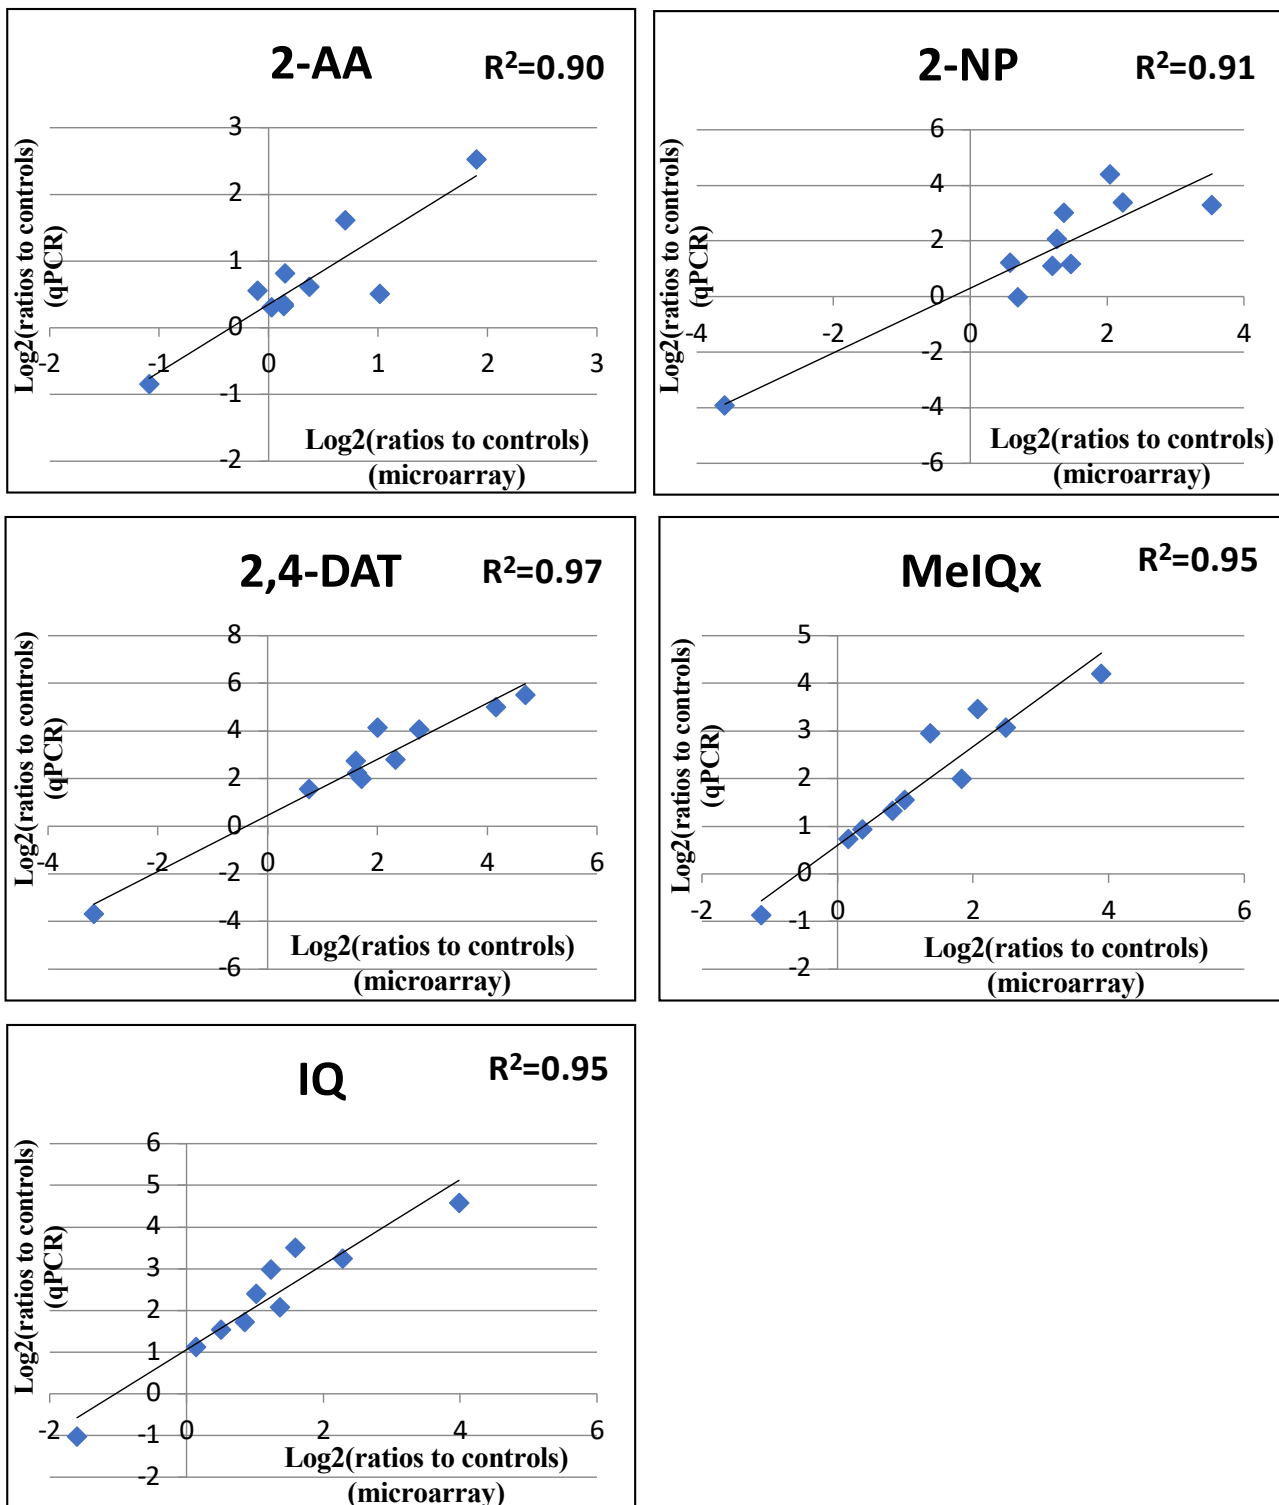 2-AA
R²=0.90
Log2(ratios to controls)
(qPCR)
3
2
1
0
-1
-2
-2
-1
0
1
2
3
Log2(ratios to controls)
(microarray)
2-NP
R²=0.91
Log2(ratios to controls)
(qPCR)
6
4
2
0
-2
-4
-6
-4
-2
0
2
4
Log2(ratios to controls)
(microarray)
2,4-DAT
R²=0.97
Log2(ratios to controls)
(qPCR)
8
6
4
2
0
-2
-4
-6
-4
-2
0
2
4
6
Log2(ratios to controls)
(microarray)
MeIQx
R²=0.95
Log2(ratios to controls)
(qPCR)
5
4
3
2
1
0
-1
-2
-2
0
2
4
6
Log2(ratios to controls)
(microarray)
IQ
R²=0.95
Log2(ratios to controls)
(qPCR)
6
5
4
3
2
1
0
-1
-2
-2
0
2
4
6
Log2(ratios to controls)
(microarray)